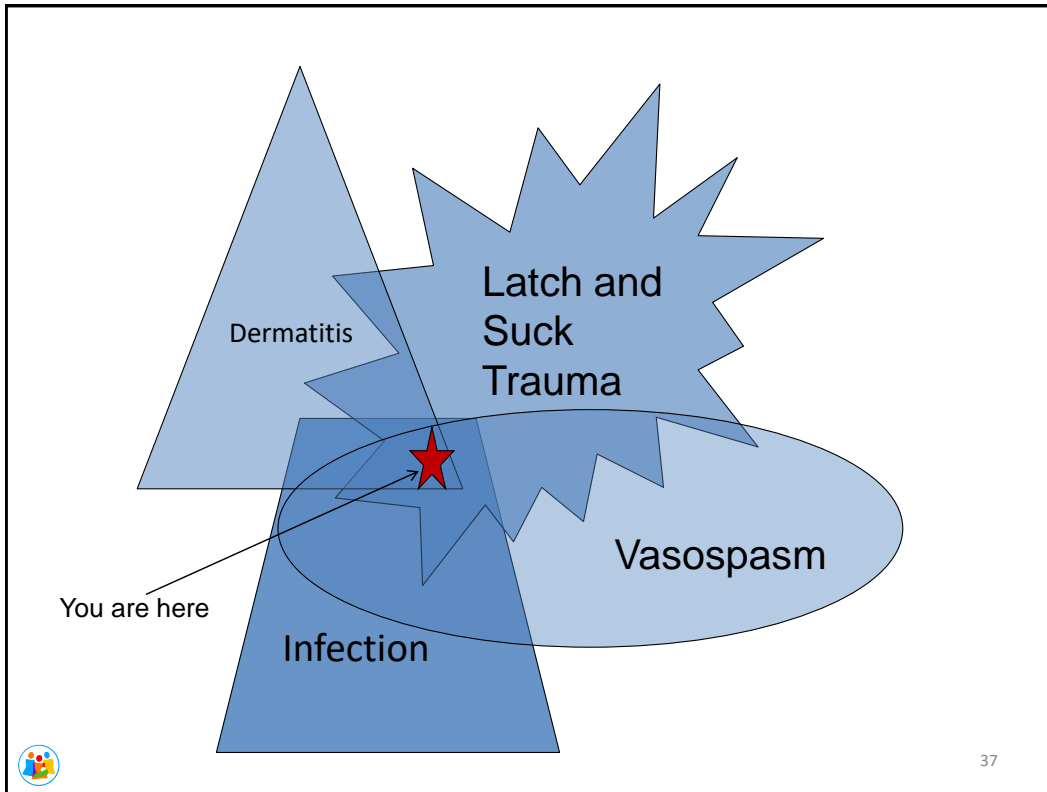 Latch and
Suck
Trauma
Dermatitis
Vasospasm
You are here
Infection
37